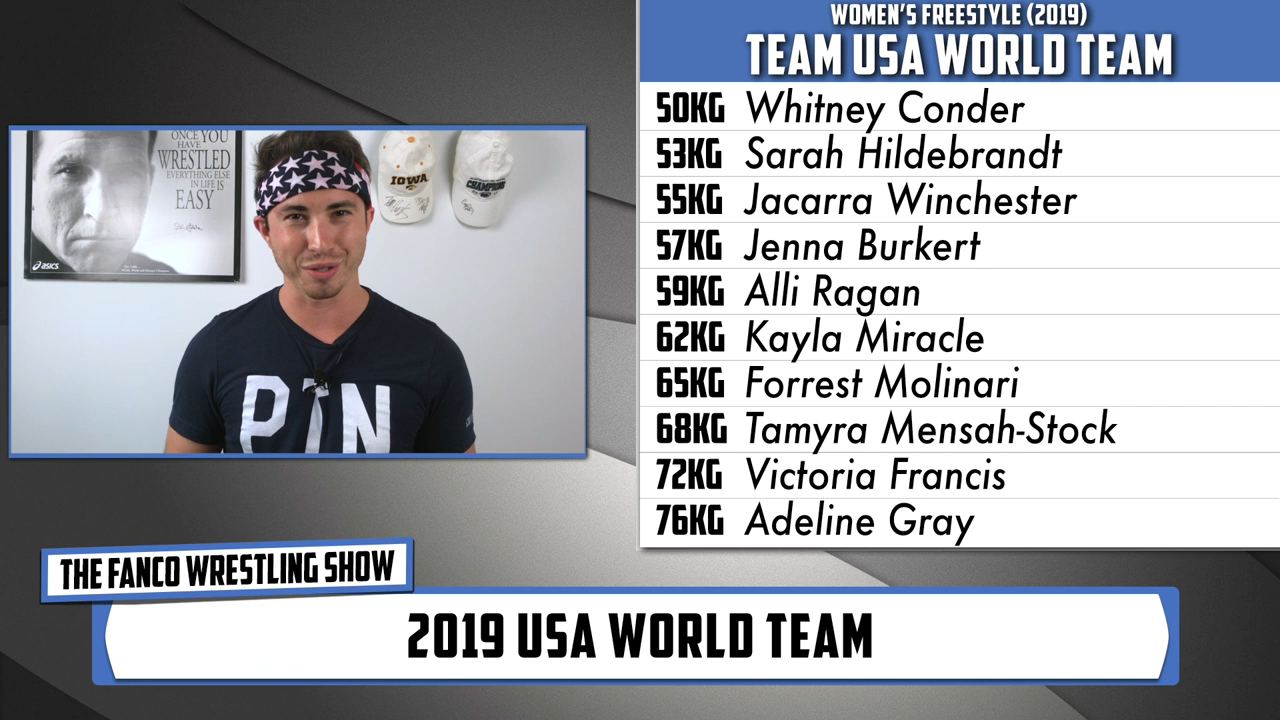 WOMEN'S FREESTYLE (2019)
TEAM USA WORLD TEAM
50KG Whitney Conder
53KG Sarah Hildebrandt
55KG Jacarra Winchester
57KG Jenna Burkert
59KG Alli Ragan
62KG Kayla Miracle
65KG Forrest Molinari
68KG Tamyra Mensah-Stock
72KG Victoria Francis
76KG Adeline Gray
ONCE YOU
HAVE
WRESTLED
EVERYTHING ELSE
IN LIFE IS
EASY
asics
IOWA
CHAMPIONS
PTN
THE FANCO WRESTLING SHOW
2019 USA WORLD TEAM